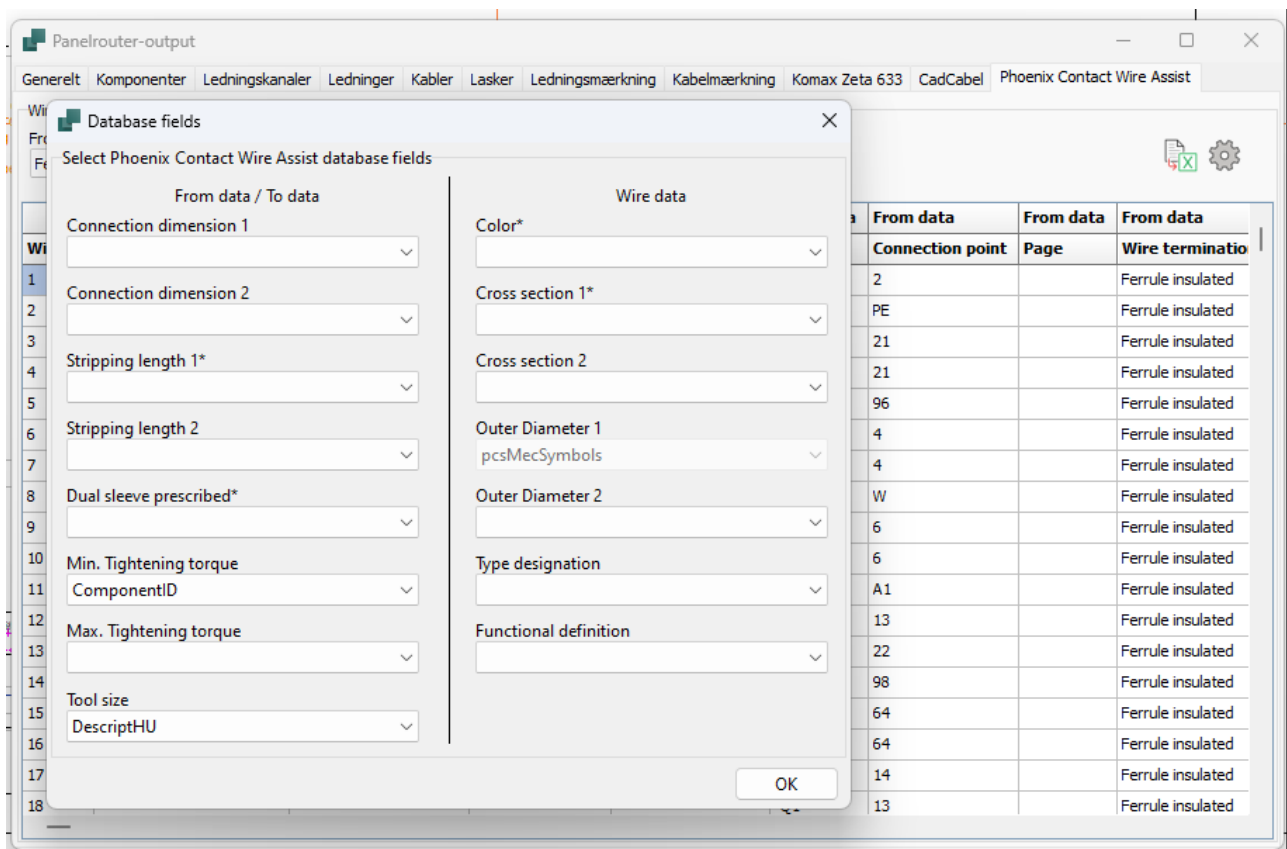 Panelrouter-output
Generelt Komponenter Ledningskanaler Ledninger Kabler Lasker Ledningsmærkning Kabelmærkning Komax Zeta 633 CadCabel Phoenix Contact Wire Assist
Database fields
Select Phoenix Contact Wire Assist database fields
From data / To data
Connection dimension 1
Connection dimension 2
Stripping length 1*
Stripping length 2
Dual sleeve prescribed*
Min. Tightening torque
ComponentID
Max. Tightening torque
Tool size
DescriptHU
Wire data
Color*
Cross section 1*
Cross section 2
Outer Diameter 1
pcsMecSymbols
Outer Diameter 2
Type designation
Functional definition
OK
From data From data From data
Connection point Page Wire terminatio
1 2 Ferrule insulated
2 PE Ferrule insulated
3 21 Ferrule insulated
4 21 Ferrule insulated
5 96 Ferrule insulated
6 4 Ferrule insulated
7 4 Ferrule insulated
8 W Ferrule insulated
9 6 Ferrule insulated
10 6 Ferrule insulated
11 A1 Ferrule insulated
12 13 Ferrule insulated
13 22 Ferrule insulated
14 98 Ferrule insulated
15 64 Ferrule insulated
16 64 Ferrule insulated
17 14 Ferrule insulated
18 13 Ferrule insulated